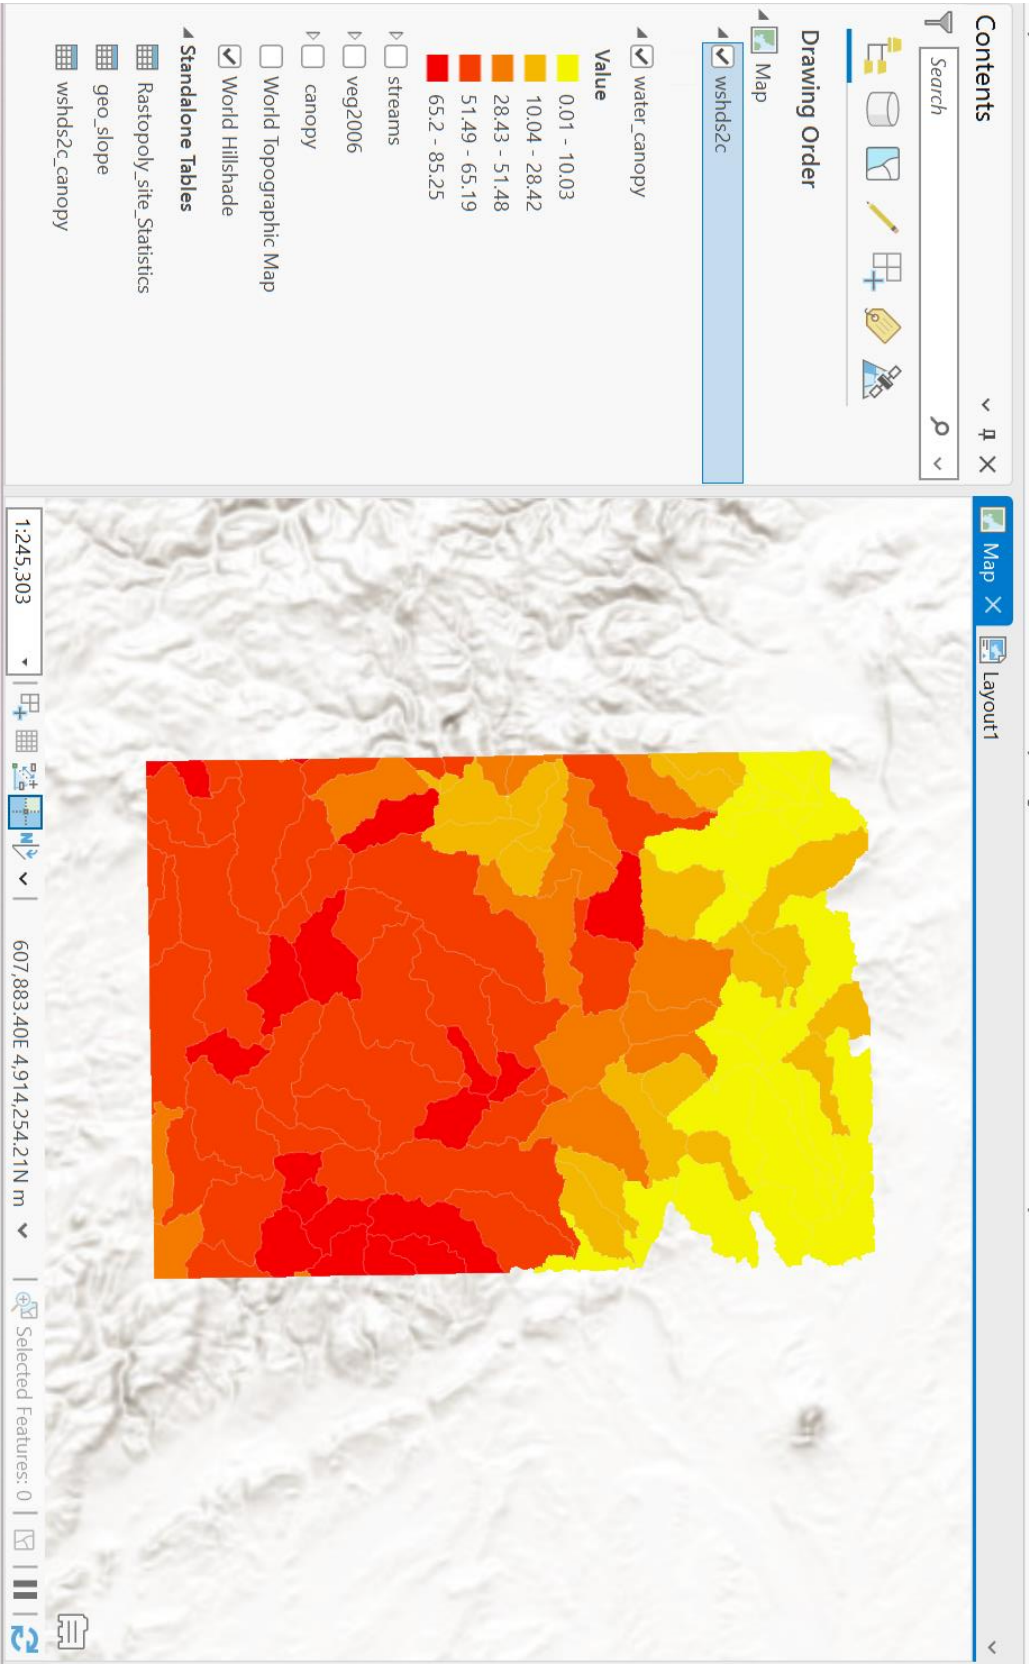 Contents
Search
Drawing Order
Map
wshds2c
water_canopy
Value
0.01 - 10.03
10.04 - 28.42
28.43 - 51.48
51.49 - 65.19
65.2 - 85.25
streams
veg2006
canopy
World Topographic Map
World Hillshade
Standalone Tables
Rastopoly_site_Statistics
geo_slope
wshds2c_canopy
Map
Layout1
1:245,303
N
607,883.40E 4,914,254.21N m
Selected Features: 0